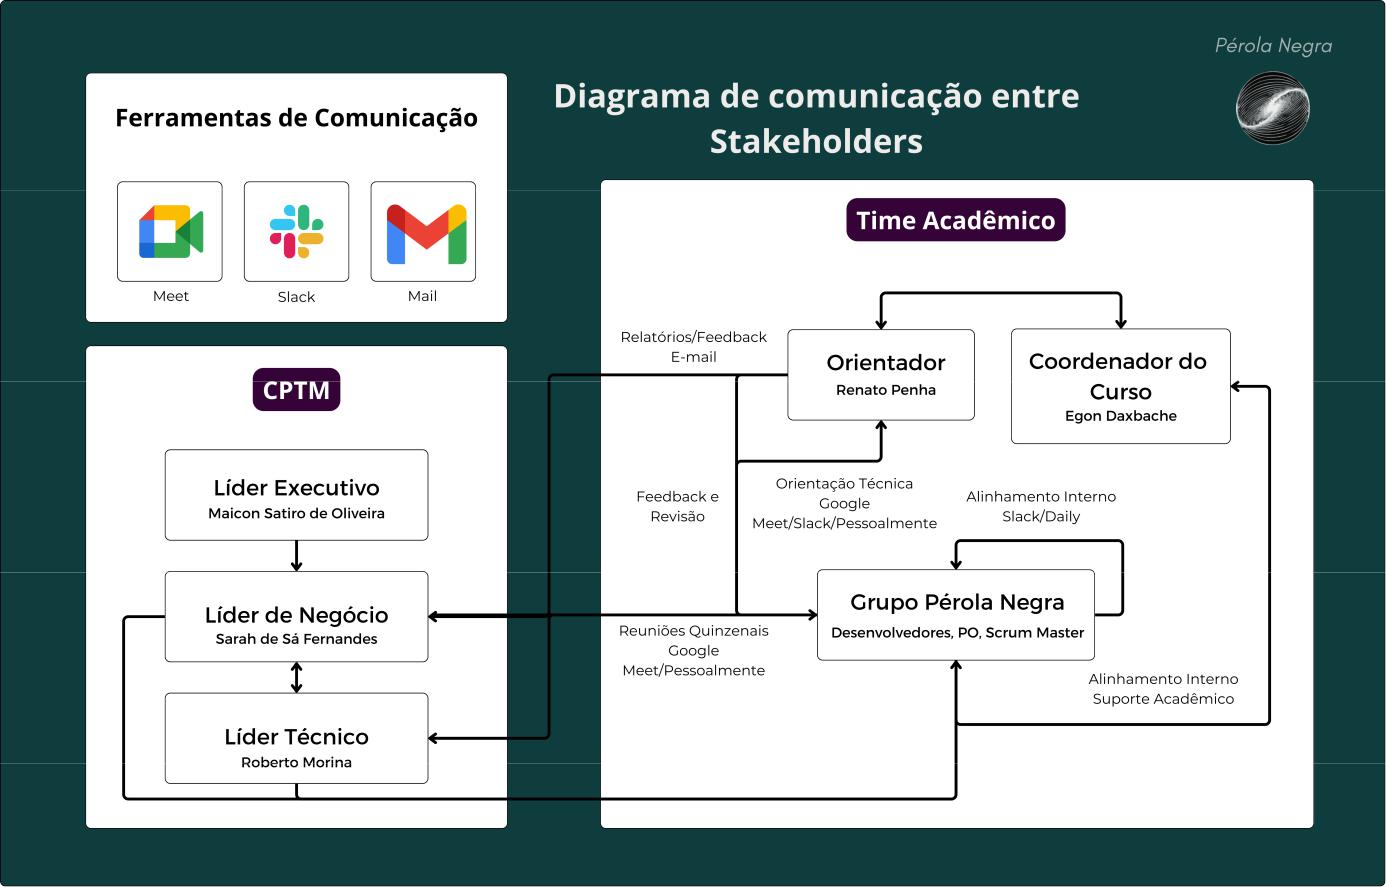 Pérola Negra
Diagrama de comunicação entre
Stakeholders
Ferramentas de Comunicação
Meet
Slack
Mail
CPTM
Líder Executivo
Maicon Satiro de Oliveira
Líder de Negócio
Sarah de Sá Fernandes
Líder Técnico
Roberto Morina
Time Acadêmico
Relatórios/Feedback
E-mail
Orientador
Renato Penha
Coordenador do
Curso
Egon Daxbache
Feedback e
Revisão
Orientação Técnica
Google
Meet/Slack/Pessoalmente
Alinhamento Interno
Slack/Daily
Grupo Pérola Negra
Desenvolvedores, PO, Scrum Master
Reuniões Quinzenais
Google
Meet/Pessoalmente
Alinhamento Interno
Suporte Acadêmico